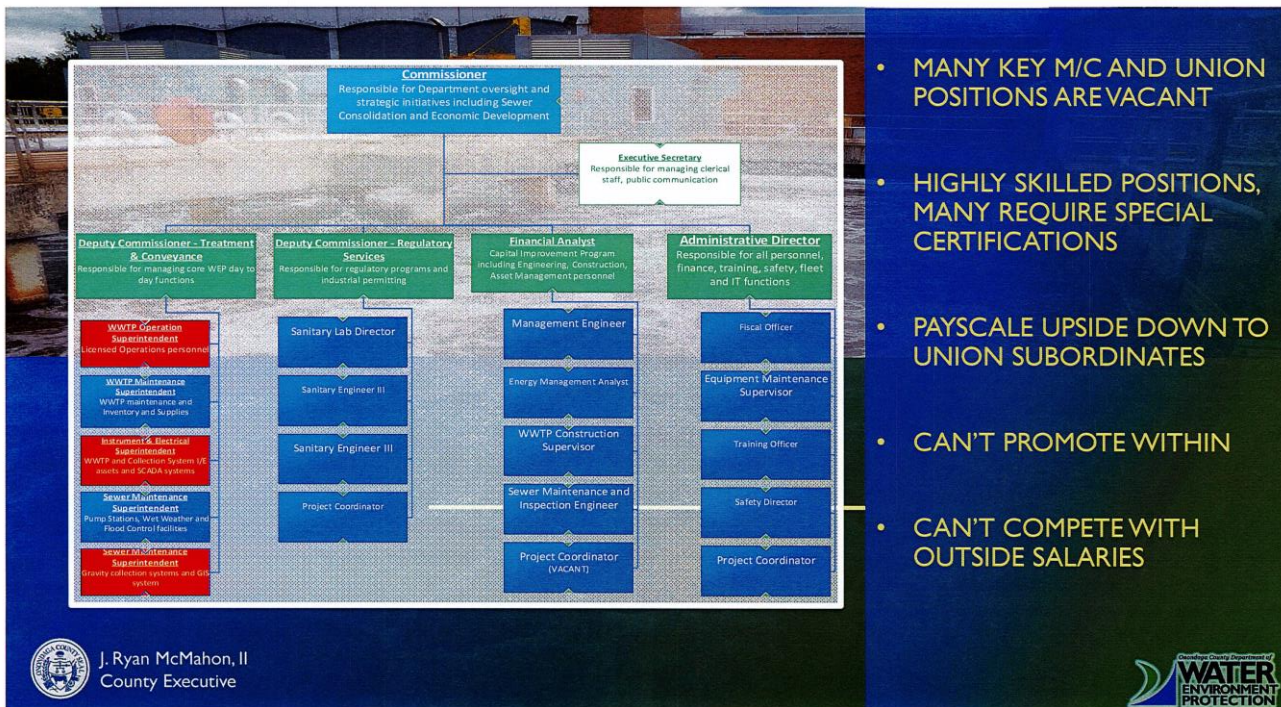 Commissioner
Responsible for Department oversight and
strategic initiatives including Sewer
Consolidation and Economic Development
Executive Secretary
Responsible for managing clerical
staff, public communication
Deputy Commissioner - Treatment
& Conveyance
Responsible for managing core WEP day to
day functions
WWTP Operation
Superintendent
Licensed Operations personnel
WWTP Maintenance
Superintendent
WWTP maintenance and
Inventory and Supplies
Instrument & Electrical
Superintendent
WWTP and Collection System I/E
assets and SCADA systems
Sewer Maintenance
Superintendent
Pump Stations, Wet Weather and
Flood Control facilites
Sewer Maintenance
Superintendent
Gravity collection systems and GIS
system
Deputy Commissioner - Regulatory
Services
Responsible for regulatory programs and
industrial permitting
Sanitary Lab Director
Sanitary Engineer III
Sanitary Engineer III
Project Coordinator
Financial Analyst
Capital Improvement Program
including Engineering, Construction,
Asset Management personnel
Management Engineer
Energy Management Analyst
WWTP Construction
Supervisor
Sewer Maintenance and
Inspection Engineer
Project Coordinator
(VACANT)
Administrative Director
Responsible for all personnel,
finance, training, safety, fleet
and IT functions
Fiscal Officer
Equipment Maintenance
Supervisor
Training Officer
Safety Director
Project Coordinator
• MANY KEY M/C AND UNION
POSITIONS ARE VACANT
• HIGHLY SKILLED POSITIONS,
MANY REQUIRE SPECIAL
CERTIFICATIONS
• PAYSCALE UPSIDE DOWN TO
UNION SUBORDINATES
• CAN'T PROMOTE WITHIN
• CAN'T COMPETE WITH
OUTSIDE SALARIES
ONONDAGA COUNTY SEAL
J. Ryan McMahon, II
County Executive
Onondaga County Department of
WATER
ENVIRONMENT
PROTECTION